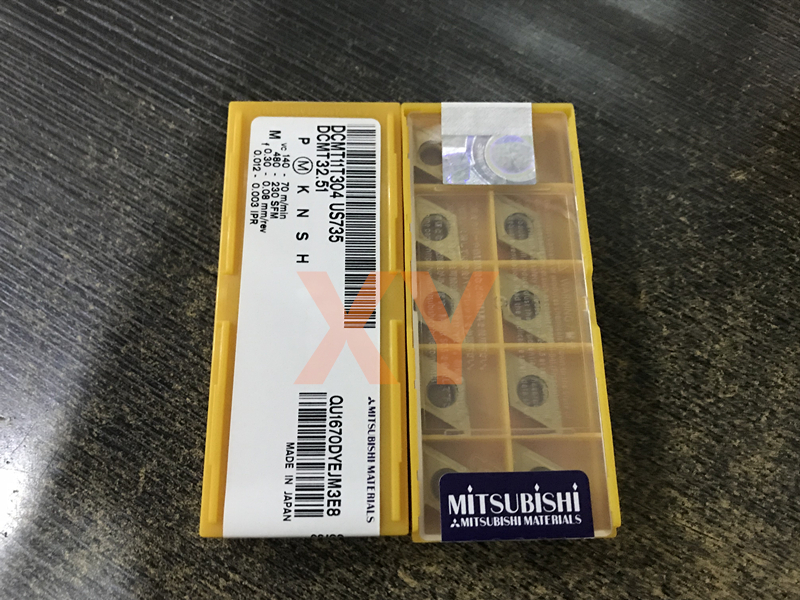 DCMT11T304 US735
DCMT32.51
P M K N S H
M vc 140 - 70 m/min
480 - 230 SFM
f 0.30 - 0.08 mm/rev
0.012 - 0.003 IPR
MITSUBISHI MATERIALS
QU1670DYEJM3E8
MADE IN JAPAN
XY
MITSUBISHI
MITSUBISHI MATERIALS